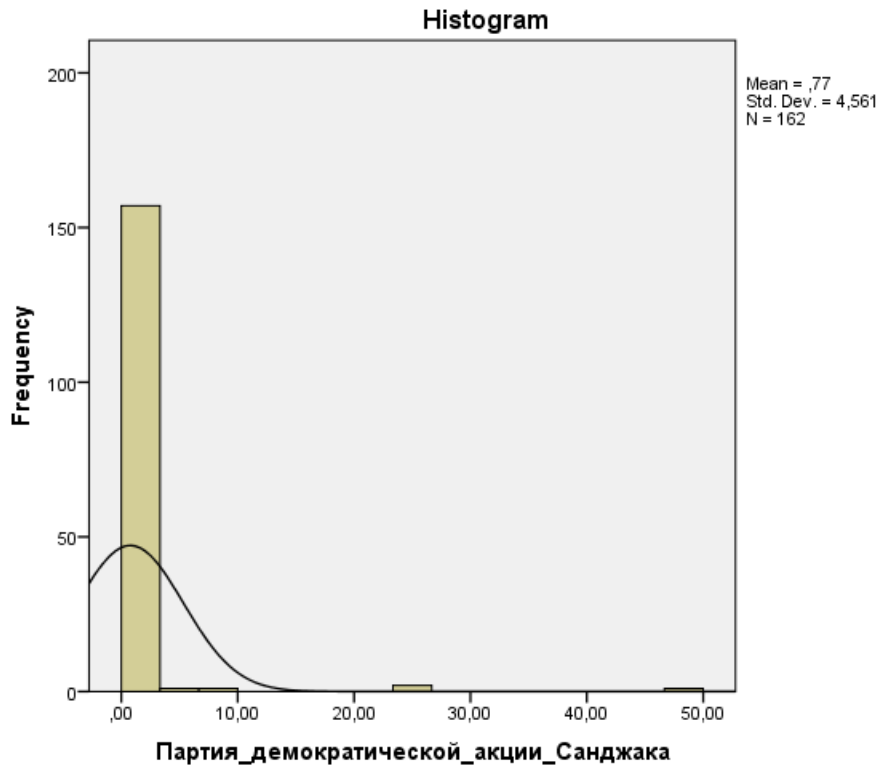 Histogram
Mean = ,77
Std. Dev. = 4,561
N = 162
Frequency
200
150
100
50
0
,00 10,00 20,00 30,00 40,00 50,00
Партия_демократической_акции_Санджака